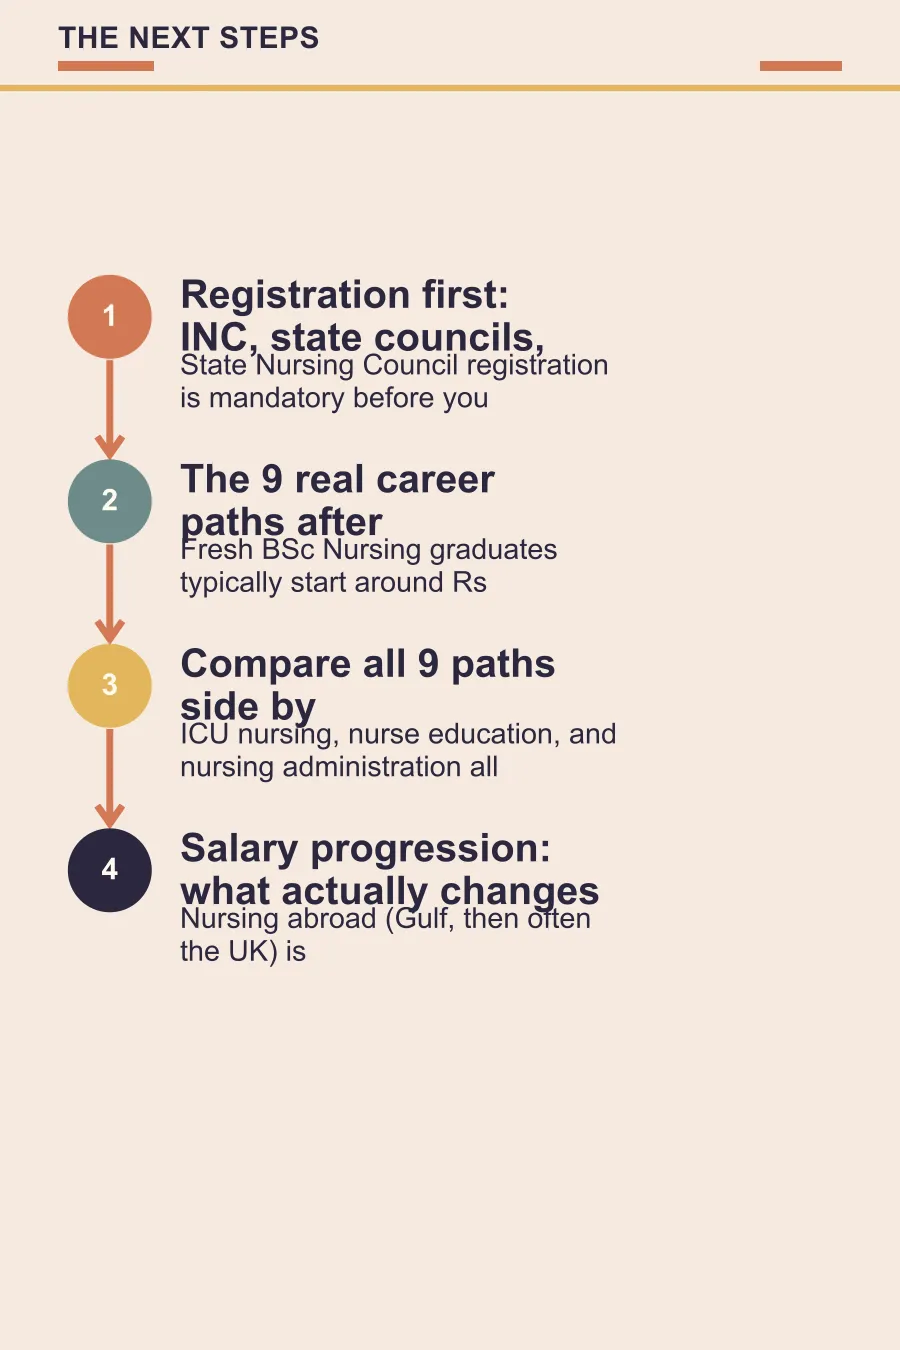 THE NEXT STEPS
1
Registration first:
INC, state councils,
State Nursing Council registration
is mandatory before you
2
The 9 real career
paths after
Fresh BSc Nursing graduates
typically start around Rs
3
Compare all 9 paths
side by
ICU nursing, nurse education, and
nursing administration all
4
Salary progression:
what actually changes
Nursing abroad (Gulf, then often
the UK) is